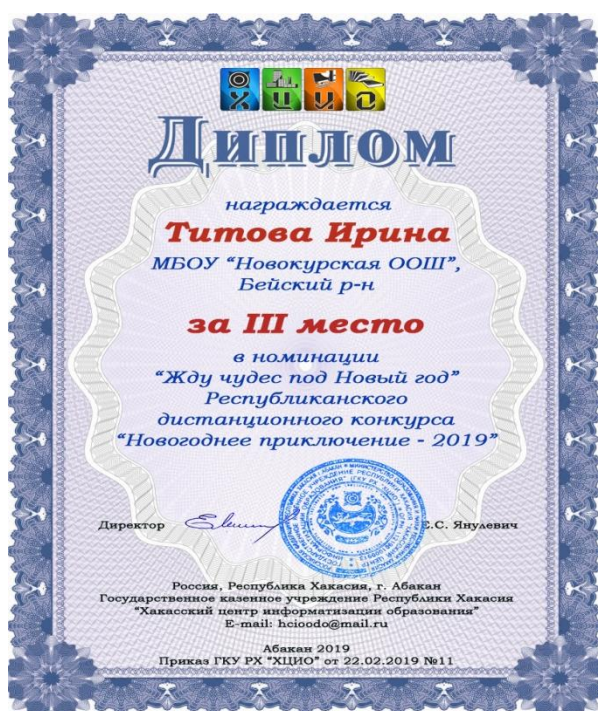 ХЦИО
Диплом
награждается
Титова Ирина
МБОУ “Новокурская ООШ”,
Бейский р-н
за III место
в номинации
“Жду чудес под Новый год”
Республиканского
дистанционного конкурса
“Новогоднее приключение - 2019”
Директор Е.С. Янулевич
Россия, Республика Хакасия, г. Абакан
Государственное казенное учреждение Республики Хакасия
“Хакасский центр информатизации образования”
E-mail: hcioodo@mail.ru
Абакан 2019
Приказ ГКУ РХ “ХЦИО” от 22.02.2019 №11